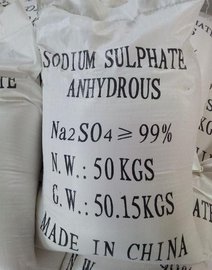 SODIUM SULPHATE
ANHYDROUS
Na2SO4≥99%
N.W.:50KGS
G.W.:50.15KGS
MADE IN CHINA